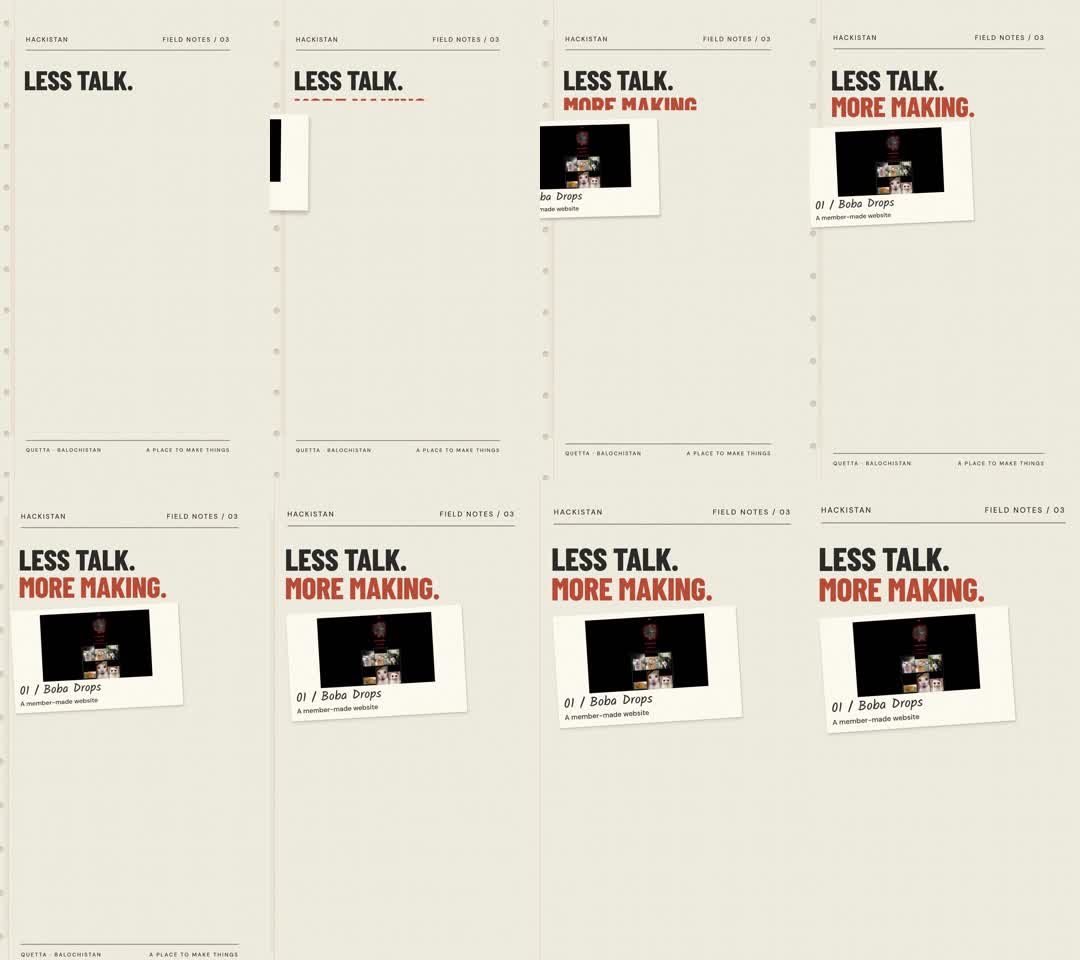 HACKISTAN FIELD NOTES / 03
LESS TALK.
QUETTA · BALOCHISTAN A PLACE TO MAKE THINGS
HACKISTAN FIELD NOTES / 03
LESS TALK.
MORE MAKING.
QUETTA · BALOCHISTAN A PLACE TO MAKE THINGS
HACKISTAN FIELD NOTES / 03
LESS TALK.
MORE MAKING
ba Drops
made website
QUETTA · BALOCHISTAN A PLACE TO MAKE THINGS
HACKISTAN FIELD NOTES / 03
LESS TALK.
MORE MAKING.
01 / Boba Drops
A member-made website
QUETTA · BALOCHISTAN A PLACE TO MAKE THINGS
HACKISTAN FIELD NOTES / 03
LESS TALK.
MORE MAKING.
01 / Boba Drops
A member-made website
QUETTA · BALOCHISTAN A PLACE TO MAKE THINGS
HACKISTAN FIELD NOTES / 03
LESS TALK.
MORE MAKING.
01 / Boba Drops
A member-made website
HACKISTAN FIELD NOTES / 03
LESS TALK.
MORE MAKING.
01 / Boba Drops
A member-made website
HACKISTAN FIELD NOTES / 03
LESS TALK.
MORE MAKING.
01 / Boba Drops
A member-made website